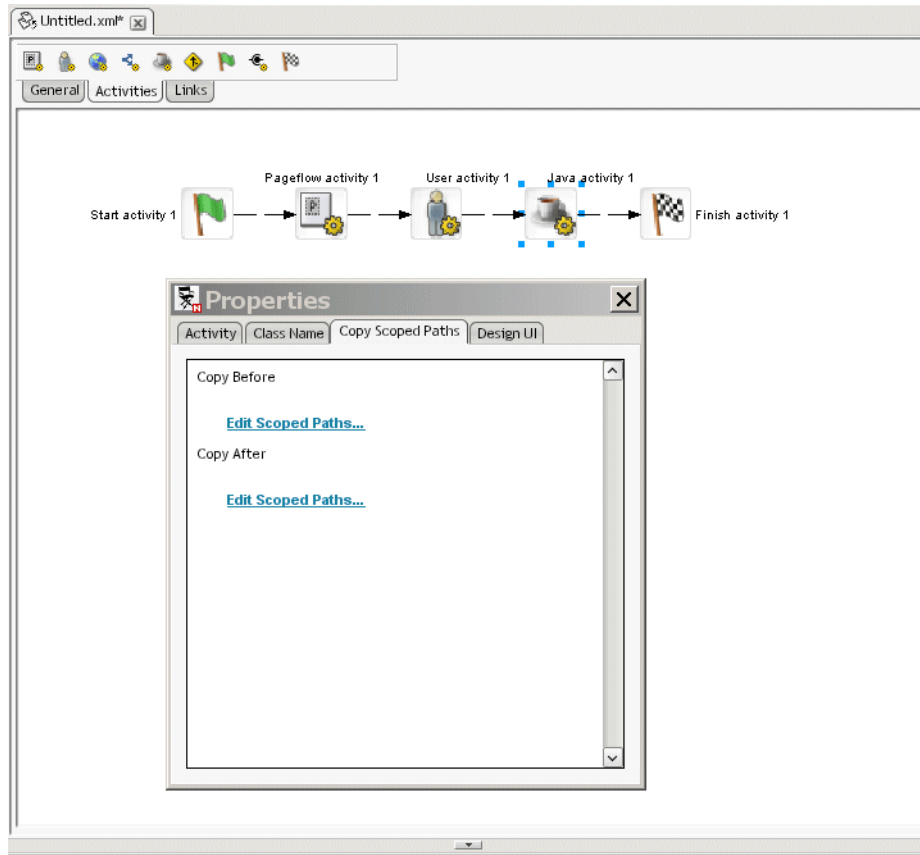 Untitled.xml*
General Activities Links
Pageflow activity 1 User activity 1 Java activity 1
Start activity 1 P Finish activity 1
N Properties
Activity Class Name Copy Scoped Paths Design UI
Copy Before
Edit Scoped Paths...
Copy After
Edit Scoped Paths...